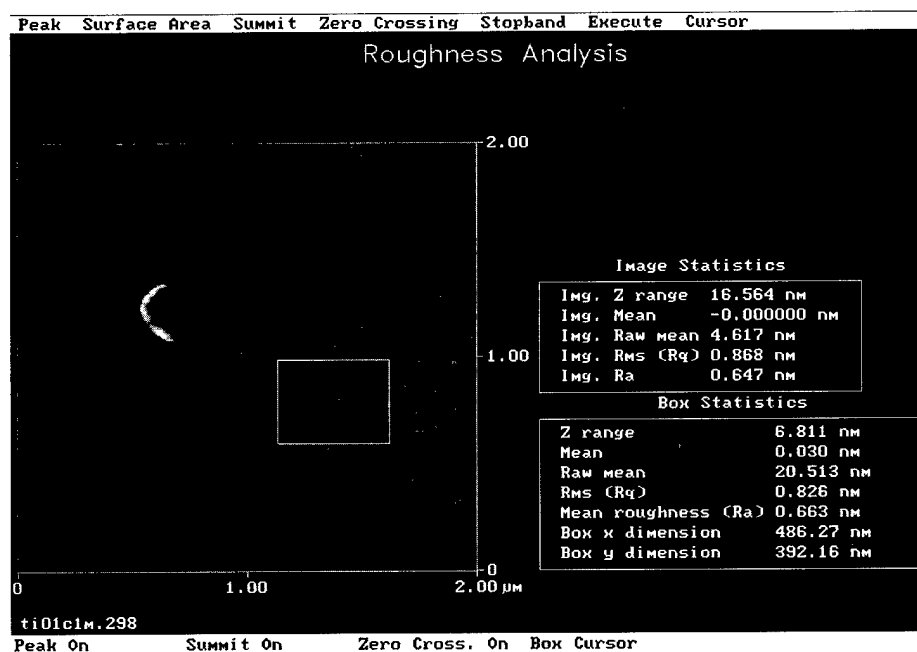 Peak Surface Area Summit Zero Crossing Stopband Execute Cursor
Roughness Analysis
2.00
1.00
0
0 1.00 2.00 µm
Image Statistics
Img. Z range 16.564 nm
Img. Mean -0.000000 nm
Img. Raw mean 4.617 nm
Img. Rms (Rq) 0.868 nm
Img. Ra 0.647 nm
Box Statistics
Z range 6.811 nm
Mean 0.030 nm
Raw mean 20.513 nm
Rms (Rq) 0.826 nm
Mean roughness (Ra) 0.663 nm
Box x dimension 486.27 nm
Box y dimension 392.16 nm
ti01c1m.298
Peak On Summit On Zero Cross. On Box Cursor